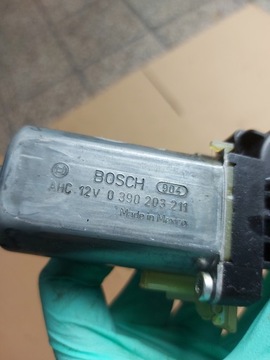 BOSCH 904
AHC 12V 0 390 203 211
Made in Mexico